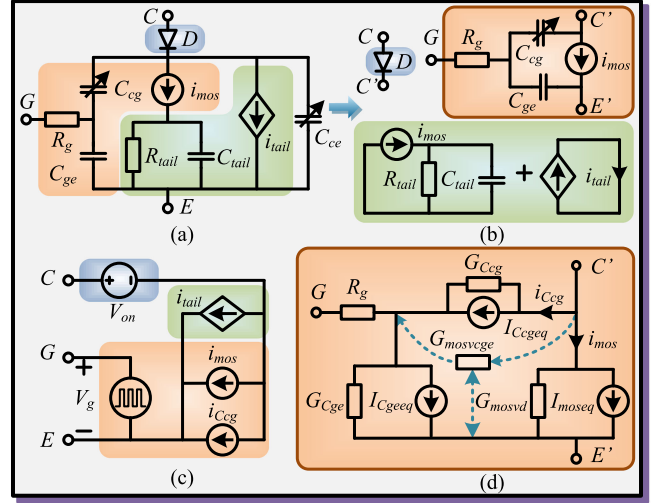 C
D
C_cg
i_mos
G
R_g
C_ge
R_tail
C_tail
i_tail
C_ce
E
(a)
C
D
C'
G
R_g
C'
C_cg
i_mos
C_ge
E'
i_mos
R_tail
C_tail
+
i_tail
(b)
C
+ -
V_on
i_tail
G
+
V_g
i_mos
i_Ccg
E
−
(c)
G_Ccg
C'
G
R_g
i_Ccg
I_Ccgeq
G_mosvcge
i_mos
G_Cge
I_Cgeeq
G_mosvd
I_moseq
E'
(d)